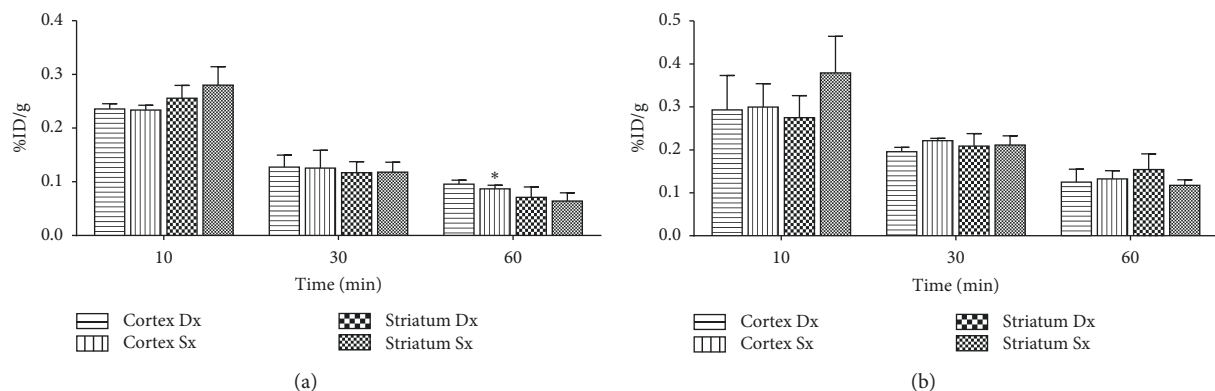 0.4
0.3
0.2
0.1
0.0
%ID/g
*
10 30 60
Time (min)
Cortex Dx Striatum Dx
Cortex Sx Striatum Sx
(a)
0.5
0.4
0.3
0.2
0.1
0.0
%ID/g
10 30 60
Time (min)
Cortex Dx Striatum Dx
Cortex Sx Striatum Sx
(b)